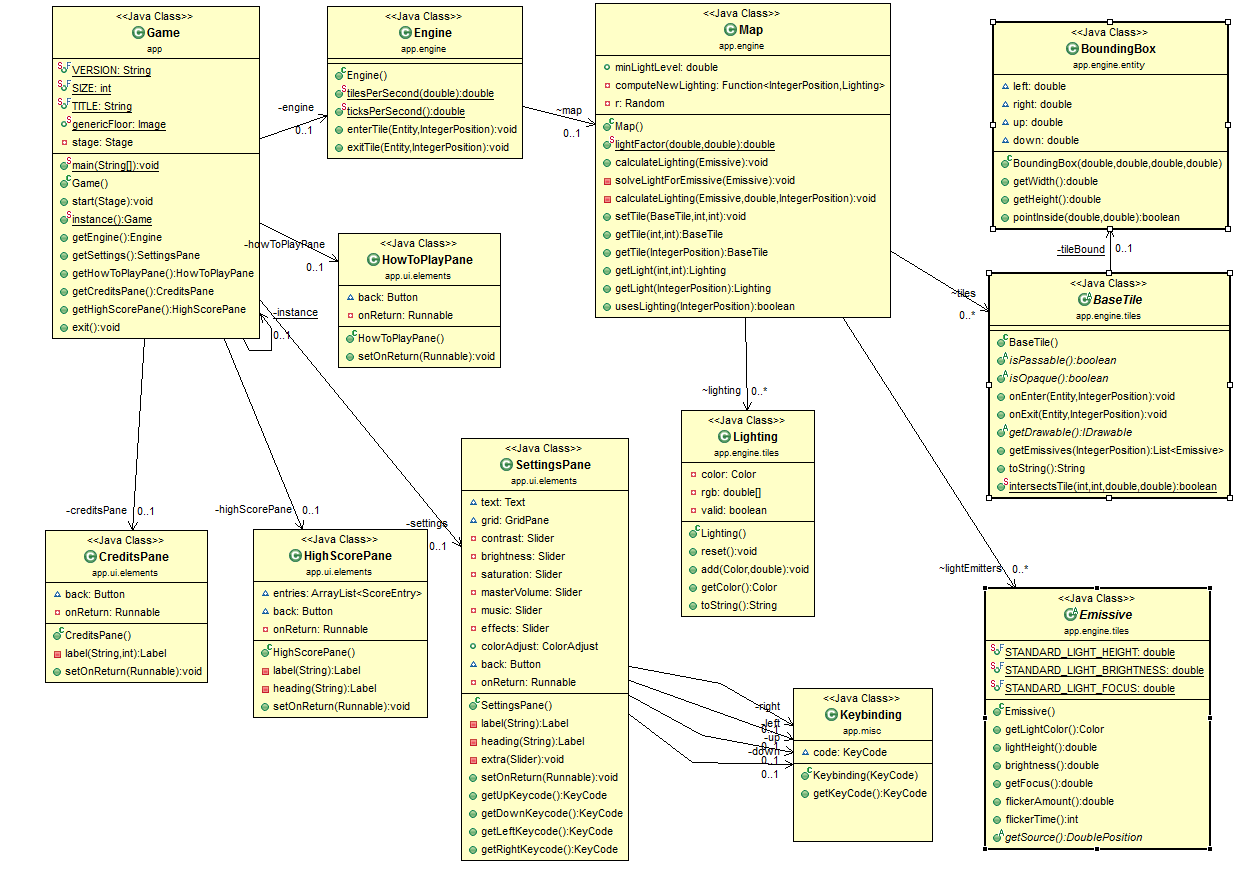 <<Java Class>>
Game
app
VERSION: String
SIZE: int
TITLE: String
genericFloor: Image
stage: Stage
main(String[]):void
Game()
start(Stage):void
instance():Game
getEngine():Engine
getSettings():SettingsPane
getHowToPlayPane():HowToPlayPane
getCreditsPane():CreditsPane
getHighScorePane():HighScorePane
exit():void
-engine
0..1
-howToPlayPane
0..1
-instance
0..1
-creditsPane
0..1
-highScorePane
0..1
-settings
0..1
<<Java Class>>
Engine
app.engine
Engine()
tilesPerSecond(double):double
ticksPerSecond():double
enterTile(Entity,IntegerPosition):void
exitTile(Entity,IntegerPosition):void
~map
0..1
<<Java Class>>
HowToPlayPane
app.ui.elements
back: Button
onReturn: Runnable
HowToPlayPane()
setOnReturn(Runnable):void
<<Java Class>>
Map
app.engine
minLightLevel: double
computeNewLighting: Function<IntegerPosition,Lighting>
r: Random
Map()
lightFactor(double,double):double
calculateLighting(Emissive):void
solveLightForEmissive(Emissive):void
calculateLighting(Emissive,double,IntegerPosition):void
setTile(BaseTile,int,int):void
getTile(int,int):BaseTile
getTile(IntegerPosition):BaseTile
getLight(int,int):Lighting
getLight(IntegerPosition):Lighting
usesLighting(IntegerPosition):boolean
~tiles
0..*
~lighting
0..*
~lightEmitters
0..*
<<Java Class>>
BoundingBox
app.engine.entity
left: double
right: double
up: double
down: double
BoundingBox(double,double,double,double)
getWidth():double
getHeight():double
pointInside(double,double):boolean
-tileBound
0..1
<<Java Class>>
BaseTile
app.engine.tiles
BaseTile()
isPassable():boolean
isOpaque():boolean
onEnter(Entity,IntegerPosition):void
onExit(Entity,IntegerPosition):void
getDrawable():IDrawable
getEmissives(IntegerPosition):List<Emissive>
toString():String
intersectsTile(int,int,double,double):boolean
<<Java Class>>
Lighting
app.engine.tiles
color: Color
rgb: double[]
valid: boolean
Lighting()
reset():void
add(Color,double):void
getColor():Color
toString():String
<<Java Class>>
CreditsPane
app.ui.elements
back: Button
onReturn: Runnable
CreditsPane()
label(String,int):Label
setOnReturn(Runnable):void
<<Java Class>>
HighScorePane
app.ui.elements
entries: ArrayList<ScoreEntry>
back: Button
onReturn: Runnable
HighScorePane()
label(String):Label
heading(String):Label
setOnReturn(Runnable):void
<<Java Class>>
SettingsPane
app.ui.elements
text: Text
grid: GridPane
contrast: Slider
brightness: Slider
saturation: Slider
masterVolume: Slider
music: Slider
effects: Slider
colorAdjust: ColorAdjust
back: Button
onReturn: Runnable
SettingsPane()
label(String):Label
heading(String):Label
extra(Slider):void
setOnReturn(Runnable):void
getUpKeycode():KeyCode
getDownKeycode():KeyCode
getLeftKeycode():KeyCode
getRightKeycode():KeyCode
-right
-left
0..1
-up
0..1
-down
0..1
0..1
<<Java Class>>
Keybinding
app.misc
code: KeyCode
Keybinding(KeyCode)
getKeyCode():KeyCode
<<Java Class>>
Emissive
app.engine.tiles
STANDARD_LIGHT_HEIGHT: double
STANDARD_LIGHT_BRIGHTNESS: double
STANDARD_LIGHT_FOCUS: double
Emissive()
getLightColor():Color
lightHeight():double
brightness():double
getFocus():double
flickerAmount():double
flickerTime():int
getSource():DoublePosition